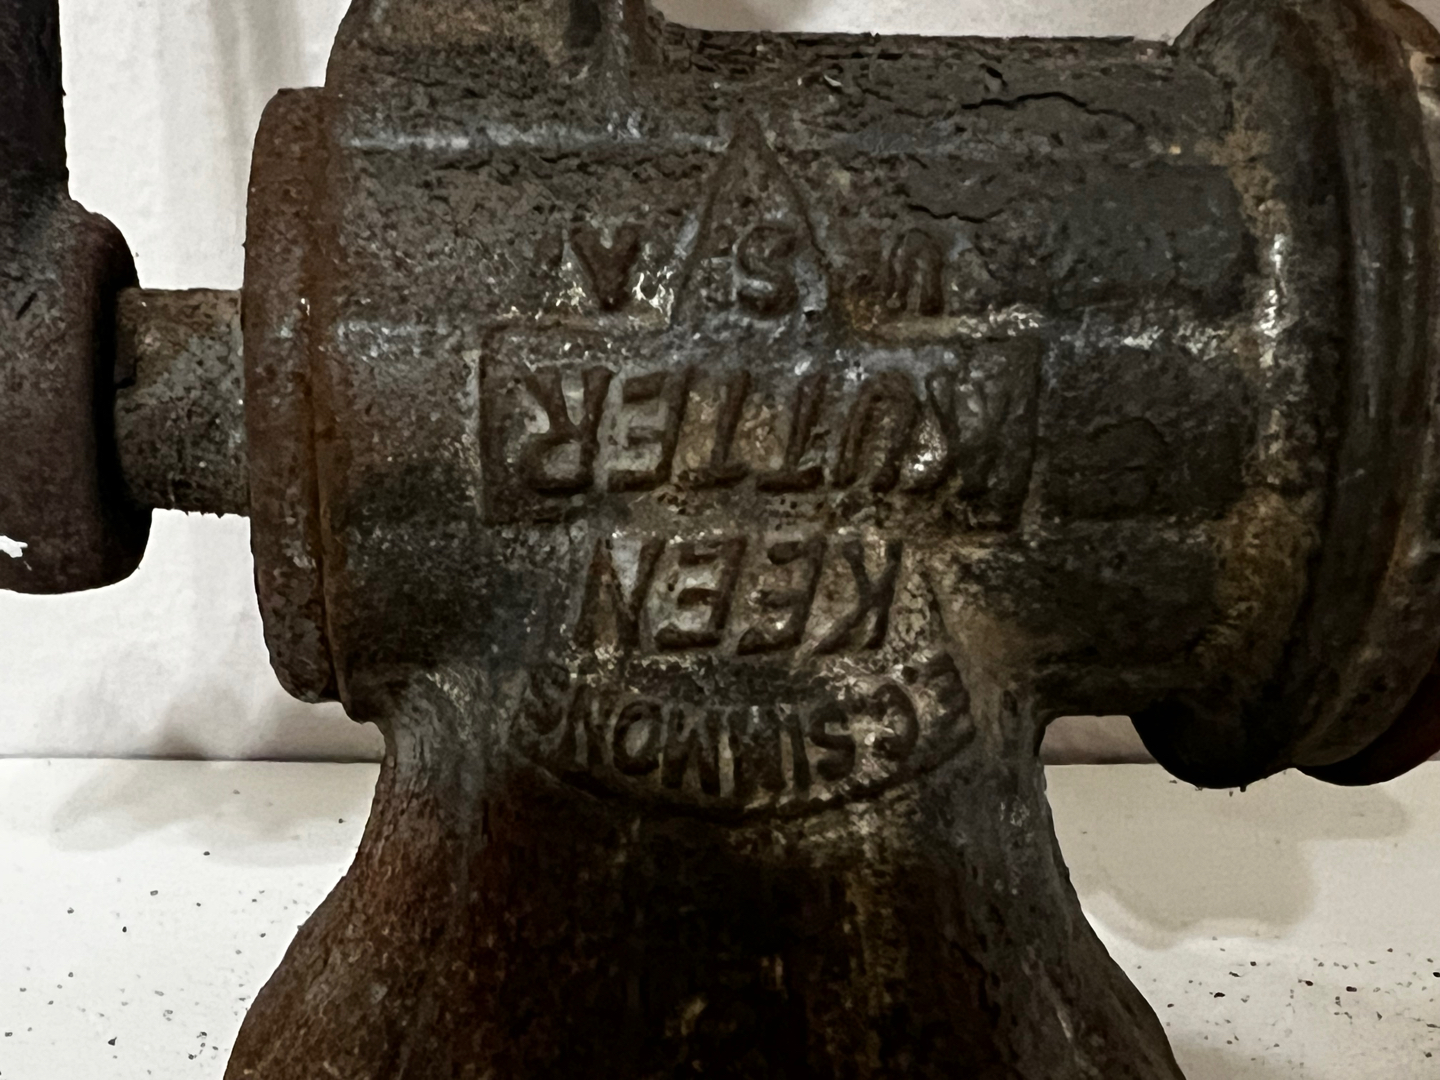 E.C. SIMMONS
KEEN
KUTTER
U.S.A.